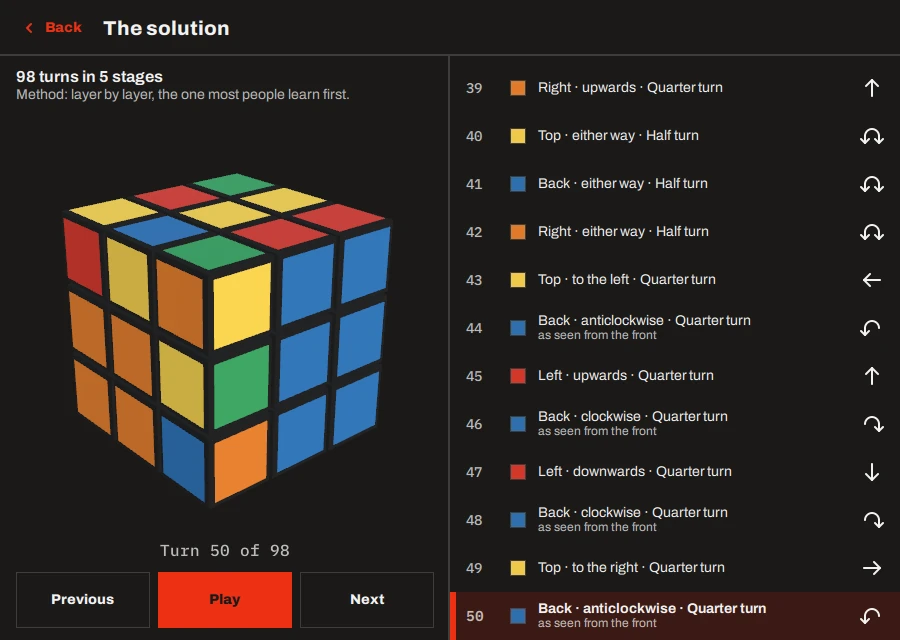 Back
The solution
98 turns in 5 stages
Method: layer by layer, the one most people learn first.
Turn 50 of 98
Previous
Play
Next
39 Right · upwards · Quarter turn
40 Top · either way · Half turn
41 Back · either way · Half turn
42 Right · either way · Half turn
43 Top · to the left · Quarter turn
44 Back · anticlockwise · Quarter turn
as seen from the front
45 Left · upwards · Quarter turn
46 Back · clockwise · Quarter turn
as seen from the front
47 Left · downwards · Quarter turn
48 Back · clockwise · Quarter turn
as seen from the front
49 Top · to the right · Quarter turn
50 Back · anticlockwise · Quarter turn
as seen from the front